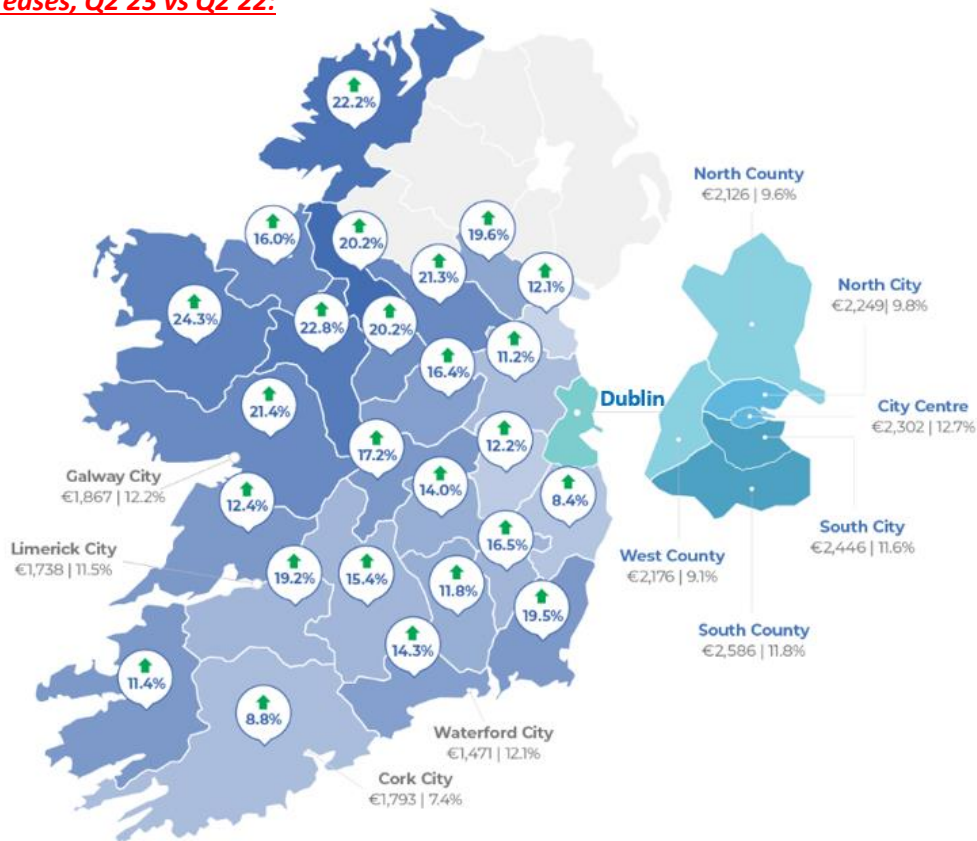 eases, Q2 23 vs Q2 22:
22.2%
North County
€2,126 | 9.6%
16.0%
20.2%
19.6%
21.3%
12.1%
North City
€2,249| 9.8%
24.3%
22.8%
20.2%
11.2%
16.4%
Dublin
City Centre
€2,302 | 12.7%
21.4%
17.2%
12.2%
Galway City
€1,867 | 12.2%
14.0%
8.4%
12.4%
South City
€2,446 | 11.6%
16.5%
Limerick City
€1,738 | 11.5%
West County
€2,176 | 9.1%
19.2%
15.4%
11.8%
19.5%
South County
€2,586 | 11.8%
14.3%
11.4%
8.8%
Waterford City
€1,471 | 12.1%
Cork City
€1,793 | 7.4%